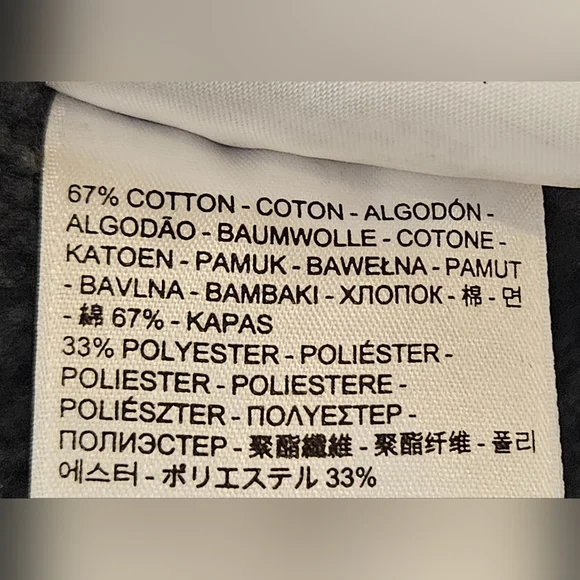 67% COTTON - COTON - ALGODÓN -
ALGODÃO - BAUMWOLLE - COTONE -
KATOEN - PAMUK - BAWEŁNA - PAMUT
- BAVLNA - BAMBAKI - ХЛОПОК - 棉 - 면
- 綿 67% - KAPAS
33% POLYESTER - POLIÉSTER -
POLIESTER - POLIESTERE -
POLIÉSZTER - ΠΟΛΥΕΣΤΕΡ -
ПОЛИЭСТЕР - 聚酯纖維 - 聚酯纤维 - 폴리
에스터 - ポリエステル 33%